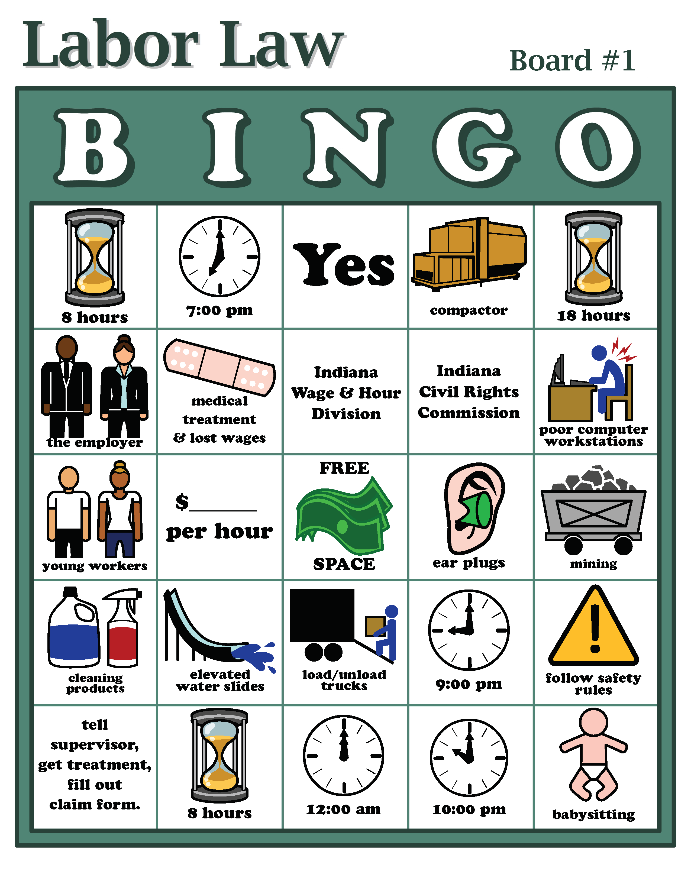 Labor Law
Board #1
B I N G O
8 hours
7:00 pm
Yes
compactor
18 hours
the employer
medical
treatment
& lost wages
Indiana
Wage & Hour
Division
Indiana
Civil Rights
Commission
poor computer
workstations
young workers
$______
per hour
FREE
SPACE
ear plugs
mining
cleaning
products
elevated
water slides
load/unload
trucks
9:00 pm
follow safety
rules
tell
supervisor,
get treatment,
fill out
claim form.
8 hours
12:00 am
10:00 pm
babysitting